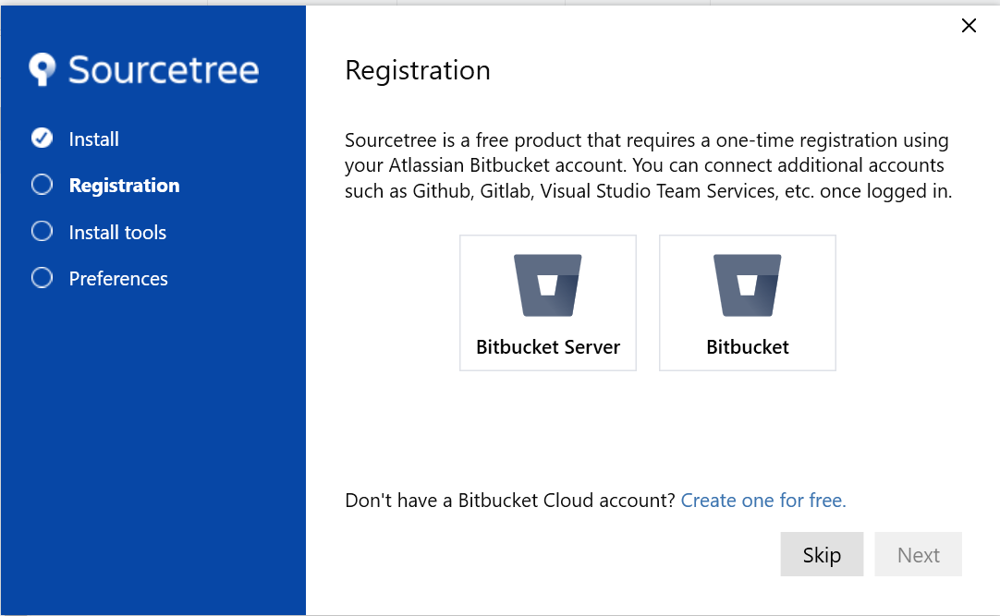 Sourcetree
Install
Registration
Install tools
Preferences
Registration
Sourcetree is a free product that requires a one-time registration using
your Atlassian Bitbucket account. You can connect additional accounts
such as Github, Gitlab, Visual Studio Team Services, etc. once logged in.
Bitbucket Server
Bitbucket
Don't have a Bitbucket Cloud account? Create one for free.
Skip
Next